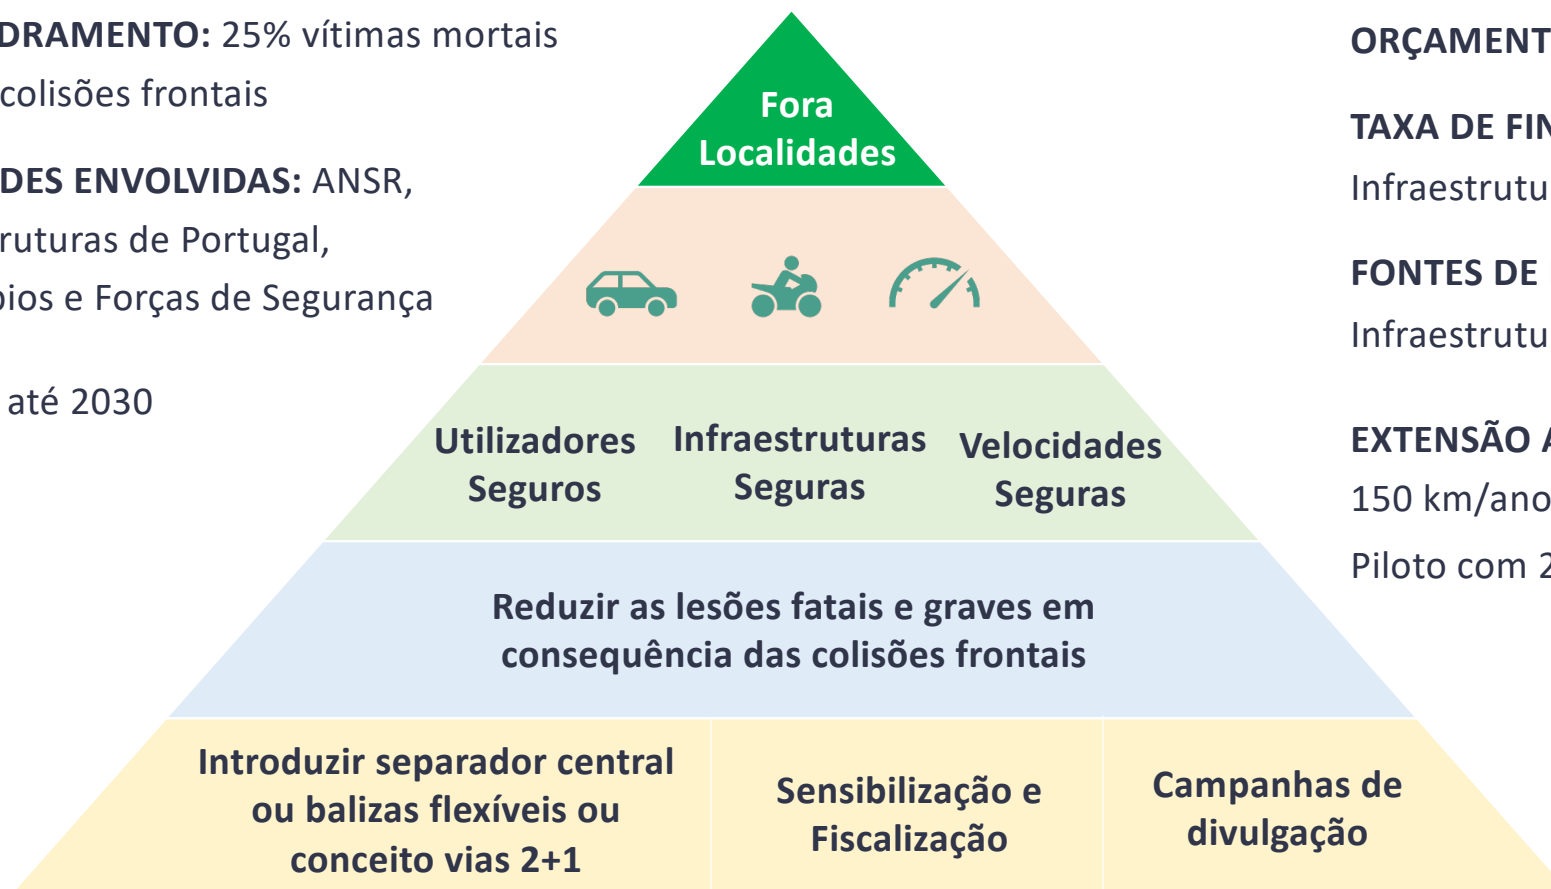 DRAMENTO: 25% vítimas mortais
colisões frontais
DES ENVOLVIDAS: ANSR,
ruturas de Portugal,
pios e Forças de Segurança
até 2030
Fora
Localidades
Utilizadores
Seguros
Infraestruturas
Seguras
Velocidades
Seguras
Reduzir as lesões fatais e graves em
consequência das colisões frontais
Introduzir separador central
ou balizas flexíveis ou
conceito vias 2+1
Sensibilização e
Fiscalização
Campanhas de
divulgação
ORÇAMENT
TAXA DE FIN
Infraestrutu
FONTES DE
Infraestrutu
EXTENSÃO A
150 km/ano
Piloto com 2